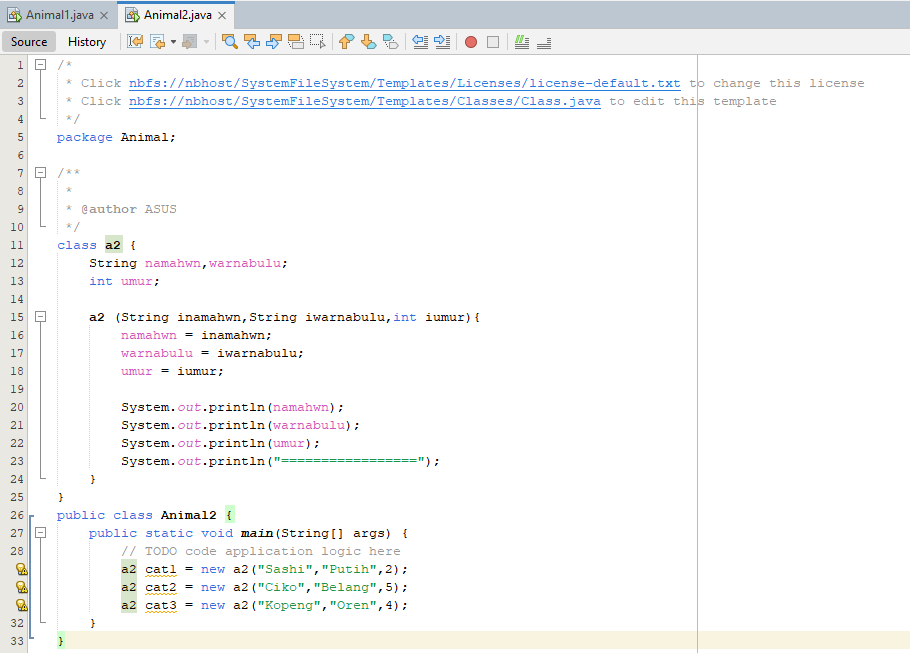 Animal1.java Animal2.java
Source History
1 /*
2 * Click nbfs://nbhost/SystemFileSystem/Templates/Licenses/license-default.txt to change this license
3 * Click nbfs://nbhost/SystemFileSystem/Templates/Classes/Class.java to edit this template
4 */
5 package Animal;
6
7 /**
8 *
9 * @author ASUS
10 */
11 class a2 {
12 String namahwn,warnabulu;
13 int umur;
14
15 a2 (String inamahwn,String iwarnabulu,int iumur){
16 namahwn = inamahwn;
17 warnabulu = iwarnabulu;
18 umur = iumur;
19
20 System.out.println(namahwn);
21 System.out.println(warnabulu);
22 System.out.println(umur);
23 System.out.println("=================");
24 }
25 }
26 public class Animal2 {
27 public static void main(String[] args) {
28 // TODO code application logic here
a2 cat1 = new a2("Sashi","Putih",2);
a2 cat2 = new a2("Ciko","Belang",5);
a2 cat3 = new a2("Kopeng","Oren",4);
32 }
33 }